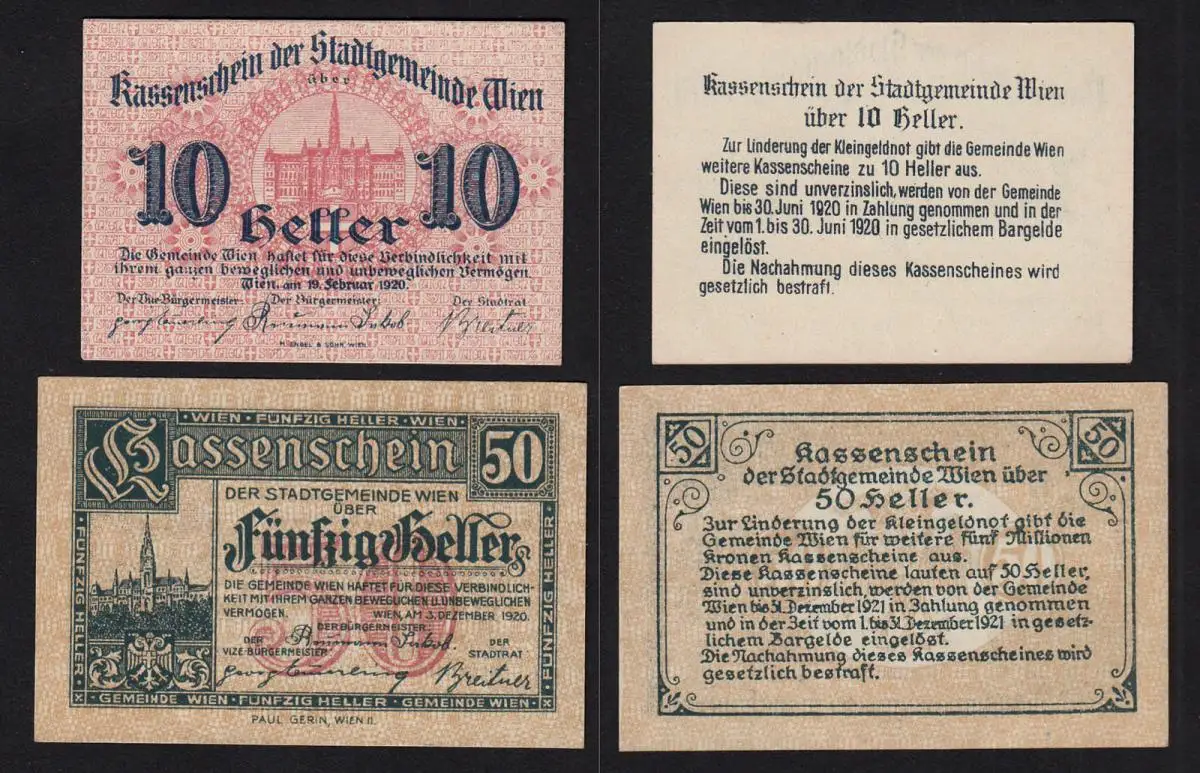 Kassenschein der Stadtgemeinde Wien
über
10 10
Heller
Die Gemeinde Wien haftet für diese Verbindlichkeit mit
ihrem ganzen beweglichen und unbeweglichen Vermögen.
Wien, am 19. Februar 1920.
Der Vize-Bürgermeister Der Bürgermeister: Der Stadtrat
Reumann Jakob Breitner
H. ENGEL & SOHN, WIEN.
Kassenschein der Stadtgemeinde Wien
über 10 Heller.
Zur Linderung der Kleingeldnot gibt die Gemeinde Wien
weitere Kassenscheine zu 10 Heller aus.
Diese sind unverzinslich, werden von der Gemeinde
Wien bis 30. Juni 1920 in Zahlung genommen und in der
Zeit vom 1. bis 30. Juni 1920 in gesetzlichem Bargelde
eingelöst.
Die Nachahmung dieses Kassenscheines wird
gesetzlich bestraft.
· WIEN · FÜNFZIG HELLER · WIEN ·
Kassenschein 50
DER STADTGEMEINDE WIEN
ÜBER
Fünfzig Heller
50
DIE GEMEINDE WIEN HAFTET FÜR DIESE VERBINDLICH-
KEIT MIT IHREM GANZEN BEWEGLICHEN U. UNBEWEGLICHEN
VERMÖGEN. WIEN, AM 3. DEZEMBER 1920.
DER BÜRGERMEISTER:
DER Reumann Jakob DER
VIZE-BÜRGERMEISTER: STADTRAT
Breitner
· FÜNFZIG HELLER ·
· FÜNFZIG HELLER ·
GEMEINDE WIEN · FÜNFZIG HELLER · GEMEINDE WIEN
PAUL GERIN, WIEN II.
50 50
Kassenschein
der Stadtgemeinde Wien über
50 Heller.
Zur Linderung der Kleingeldnot gibt die
Gemeinde Wien für weitere fünf Millionen
Kronen Kassenscheine aus.
Diese Kassenscheine lauten auf 50 Heller,
sind unverzinslich, werden von der Gemeinde
Wien bis 31. Dezember 1921 in Zahlung genommen
und in der Zeit vom 1. bis 31. Dezember 1921 in gesetz-
lichem Bargelde eingelöst.
Die Nachahmung dieses Kassenscheines wird
gesetzlich bestraft.